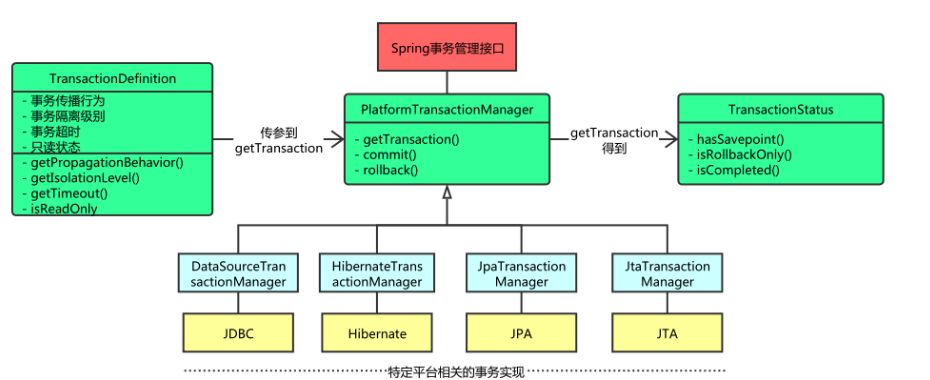 Spring事务管理接口
TransactionDefinition
- 事务传播行为
- 事务隔离级别
- 事务超时
- 只读状态
- getPropagationBehavior()
- getIsolationLevel()
- getTimeout()
- isReadOnly
传参到
getTransaction
PlatformTransactionManager
- getTransaction()
- commit()
- rollback()
getTransaction
得到
TransactionStatus
- hasSavepoint()
- isRollbackOnly()
- isCompleted()
DataSourceTran
sactionManager
HibernateTrans
actionManager
JpaTransaction
Manager
JtaTransaction
Manager
JDBC
Hibernate
JPA
JTA
特定平台相关的事务实现